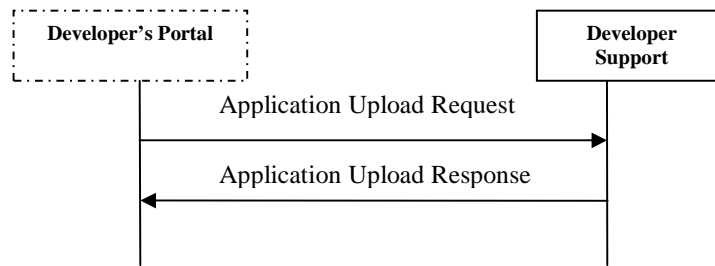 Developer’s Portal
Developer
Support
Application Upload Request
Application Upload Response